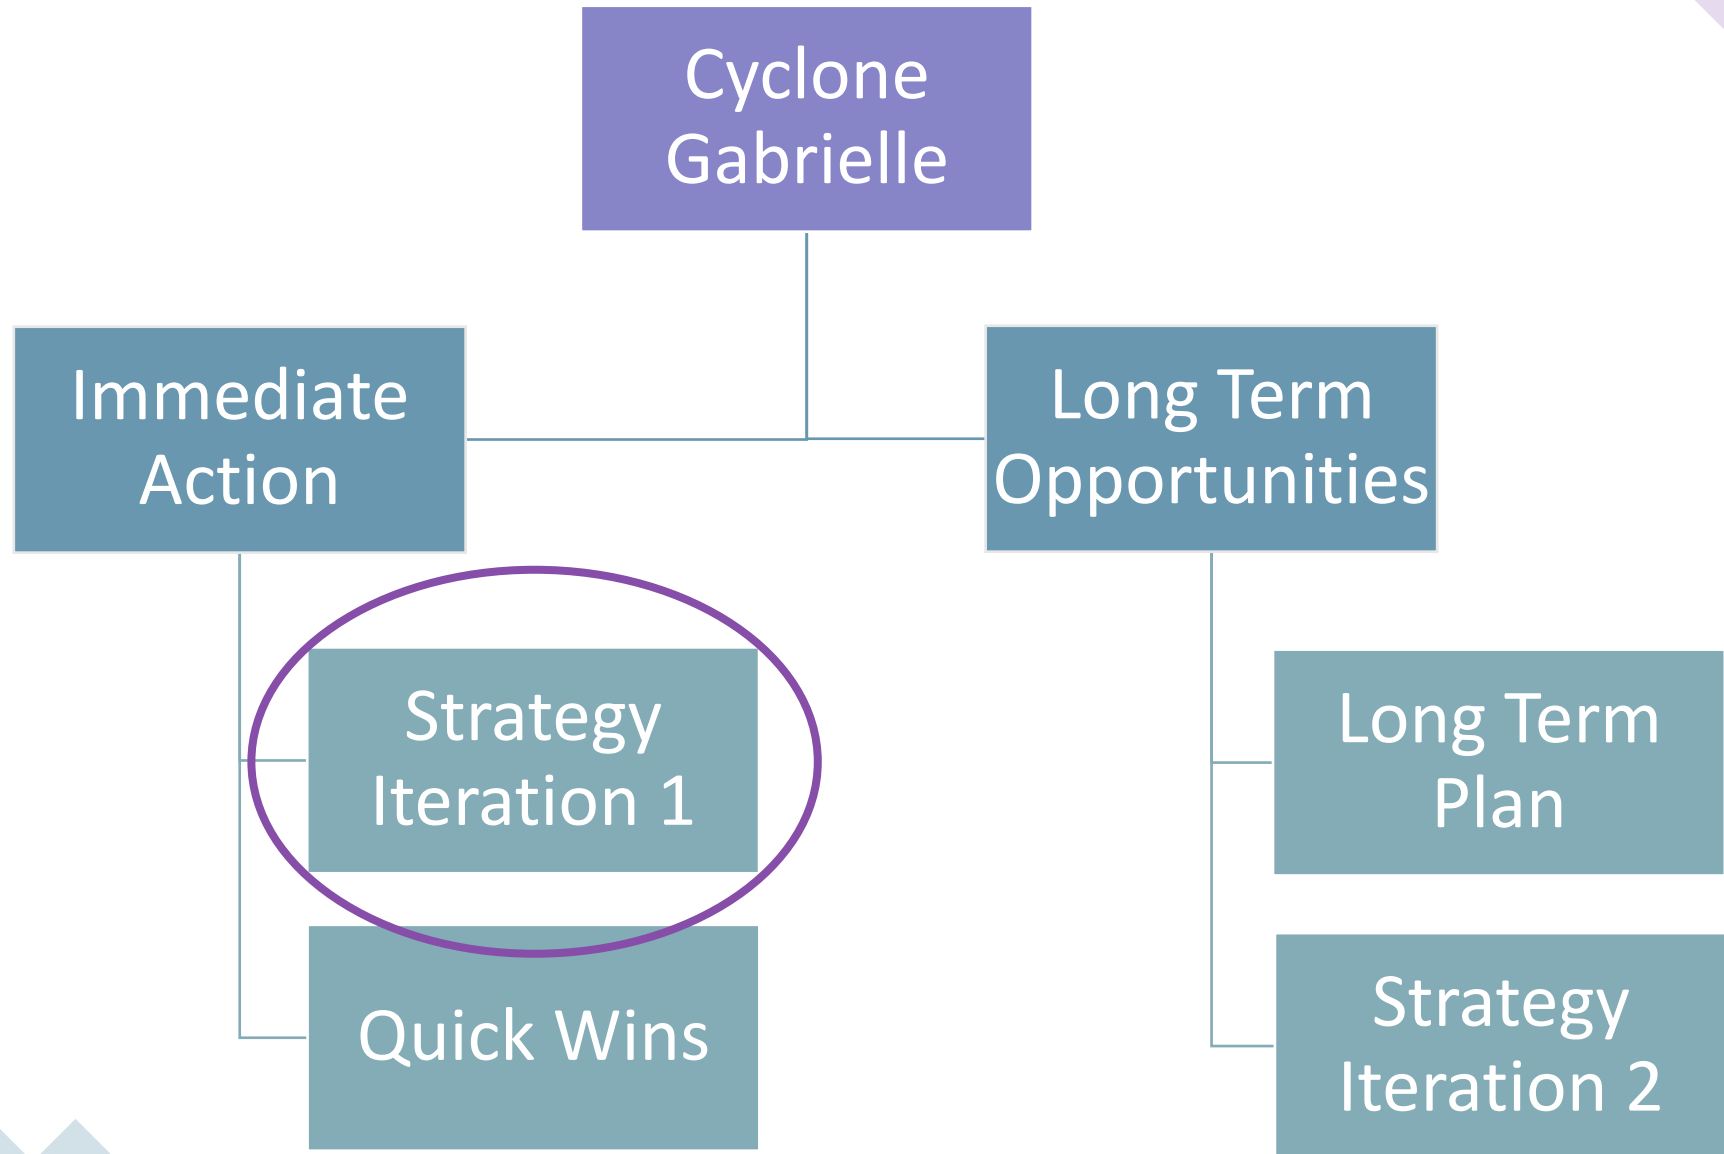 Cyclone
Gabrielle
Immediate
Action
Long Term
Opportunities
Strategy
Iteration 1
Quick Wins
Long Term
Plan
Strategy
Iteration 2